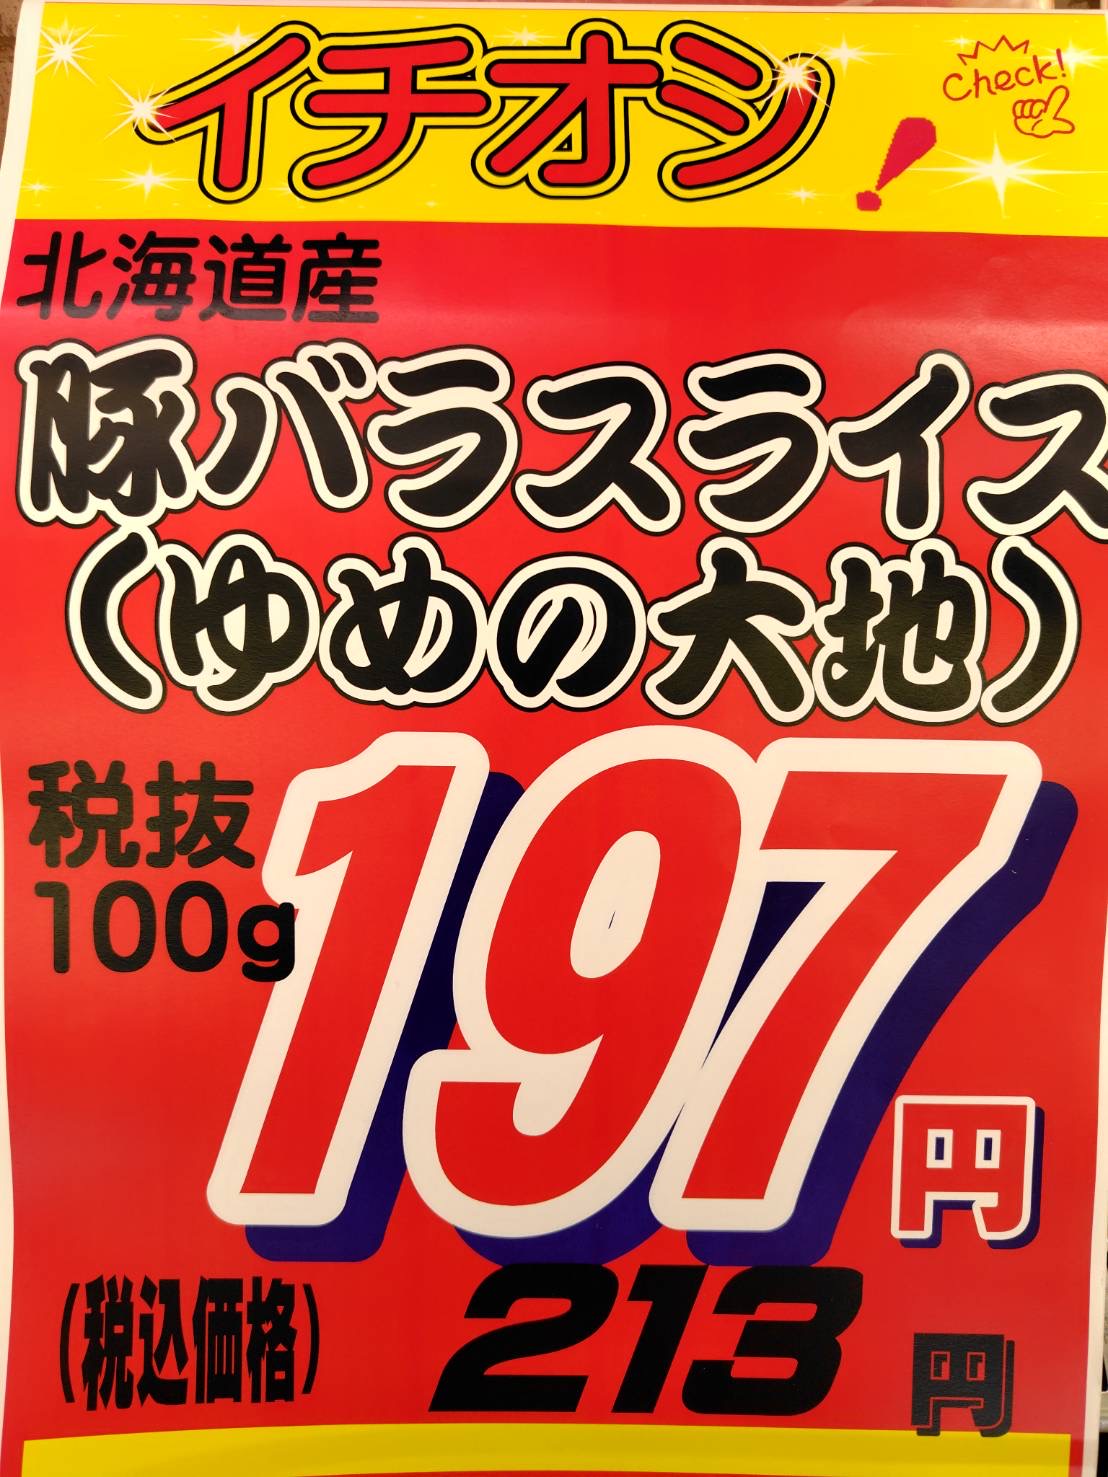 イチオシ!
Check!
北海道産
豚バラスライス
(ゆめの大地)
税抜
100g
197円
(税込価格) 213円